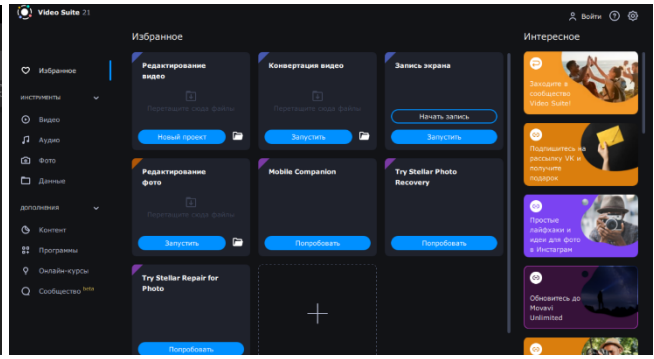 Video Suite 21
Войти
Избранное
Интересное
Избранное
ИНСТРУМЕНТЫ
Видео
Аудио
Фото
Данные
ДОПОЛНЕНИЯ
Контент
Программы
Онлайн-курсы
Сообщество beta
Редактирование
видео
Перетащите сюда файлы
Новый проект
Конвертация видео
Перетащите сюда файлы
Запустить
Запись экрана
Начать запись
Запустить
Редактирование
фото
Перетащите сюда файлы
Запустить
Mobile Companion
Попробовать
Try Stellar Photo
Recovery
Попробовать
Try Stellar Repair for
Photo
Попробовать
Заходите в
сообщество
Video Suite!
Подпишитесь на
рассылку VK и
получите
подарок
Простые
лайфхаки и
идеи для фото
в Инстаграм
Обновитесь до
Movavi
Unlimited